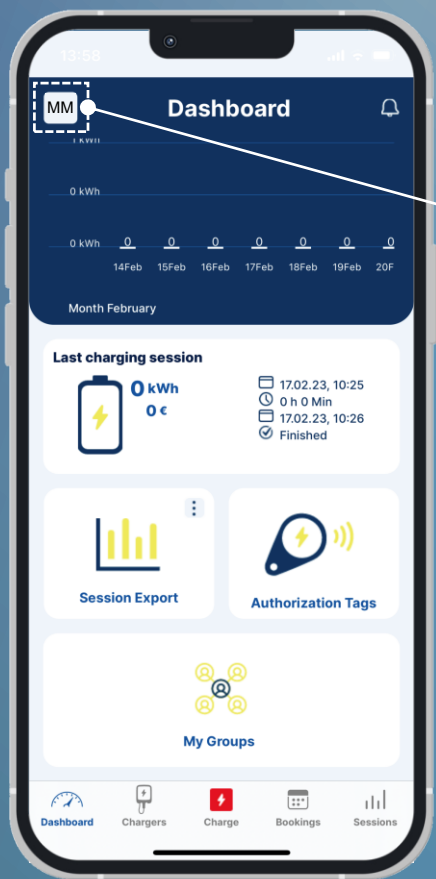 13:58
MM
Dashboard
1 kWh
0 kWh
0 kWh
0 0 0 0 0 0 0
14Feb 15Feb 16Feb 17Feb 18Feb 19Feb 20F
Month February
Last charging session
0 kWh
0 €
17.02.23, 10:25
0 h 0 Min
17.02.23, 10:26
Finished
Session Export
Authorization Tags
My Groups
Dashboard Chargers Charge Bookings Sessions